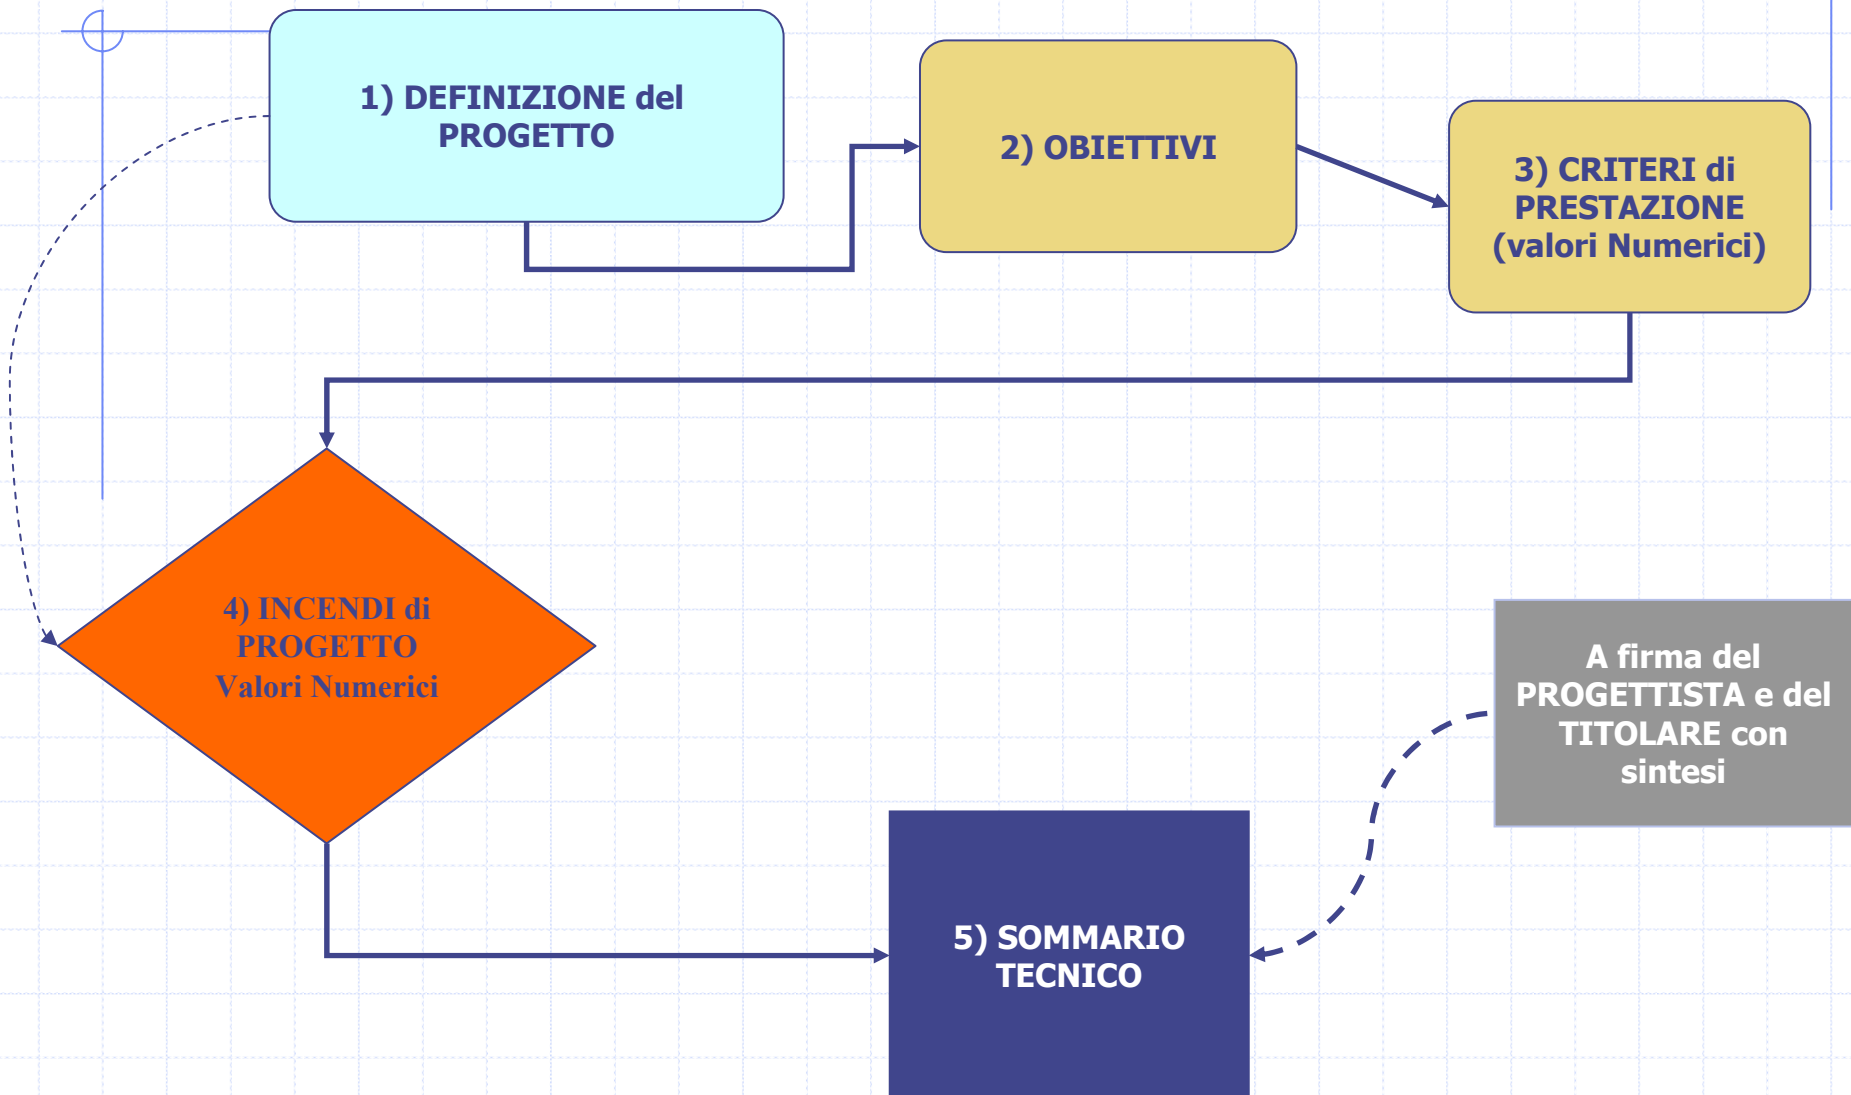 1) DEFINIZIONE del
PROGETTO
2) OBIETTIVI
3) CRITERI di
PRESTAZIONE
(valori Numerici)
4) INCENDI di
PROGETTO
Valori Numerici
A firma del
PROGETTISTA e del
TITOLARE con
sintesi
5) SOMMARIO
TECNICO